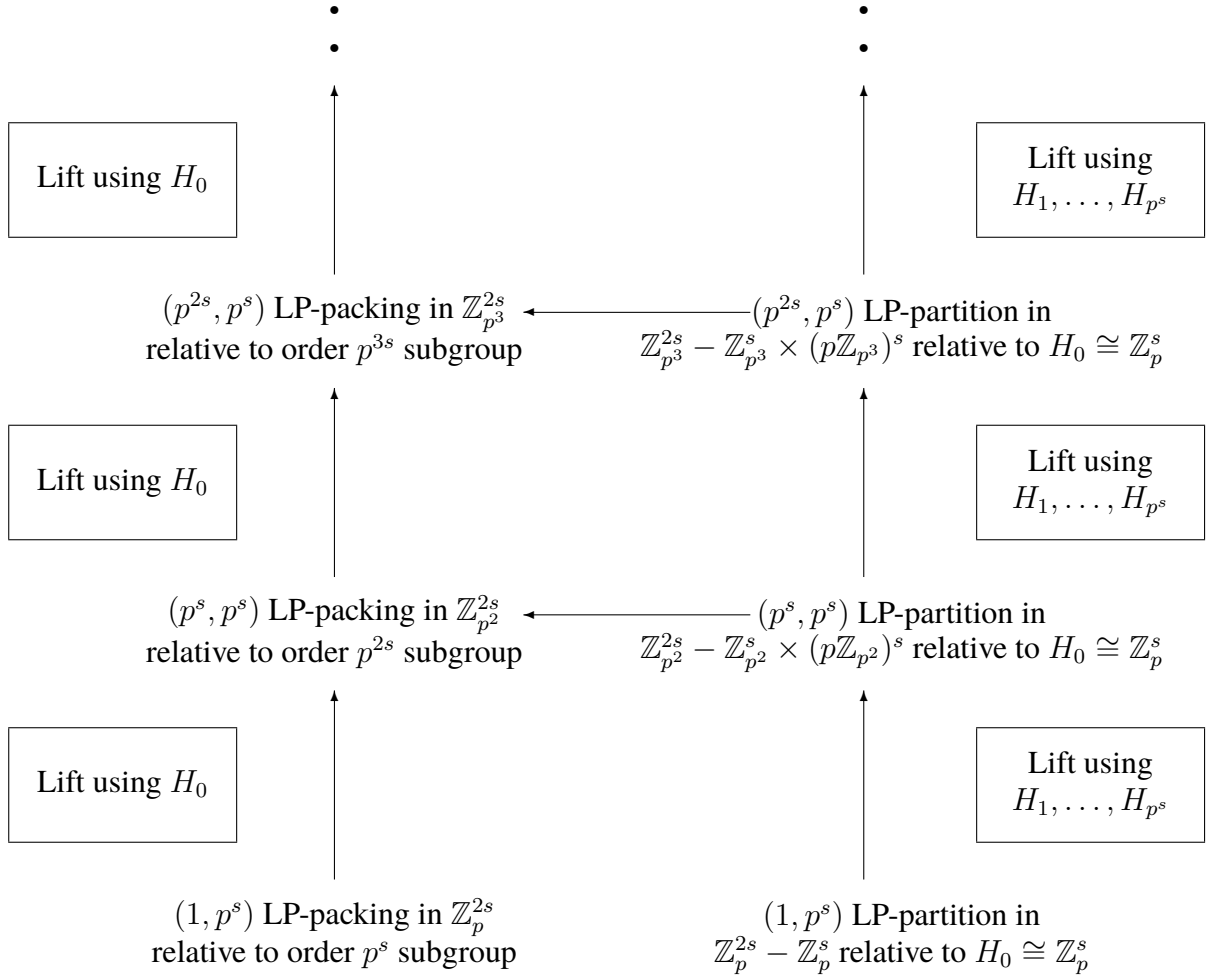 Lift using $H_0$
Lift using
$H_1, \ldots, H_{p^s}$
$(p^{2s}, p^s)$ LP-packing in $\mathbb{Z}_{p^3}^{2s}$
relative to order $p^{3s}$ subgroup
$(p^{2s}, p^s)$ LP-partition in
$\mathbb{Z}_{p^3}^{2s} - \mathbb{Z}_{p^3}^{s} \times (p\mathbb{Z}_{p^3})^s$ relative to $H_0 \cong \mathbb{Z}_p^s$
Lift using $H_0$
Lift using
$H_1, \ldots, H_{p^s}$
$(p^s, p^s)$ LP-packing in $\mathbb{Z}_{p^2}^{2s}$
relative to order $p^{2s}$ subgroup
$(p^s, p^s)$ LP-partition in
$\mathbb{Z}_{p^2}^{2s} - \mathbb{Z}_{p^2}^{s} \times (p\mathbb{Z}_{p^2})^s$ relative to $H_0 \cong \mathbb{Z}_p^s$
Lift using $H_0$
Lift using
$H_1, \ldots, H_{p^s}$
$(1, p^s)$ LP-packing in $\mathbb{Z}_p^{2s}$
relative to order $p^s$ subgroup
$(1, p^s)$ LP-partition in
$\mathbb{Z}_p^{2s} - \mathbb{Z}_p^s$ relative to $H_0 \cong \mathbb{Z}_p^s$